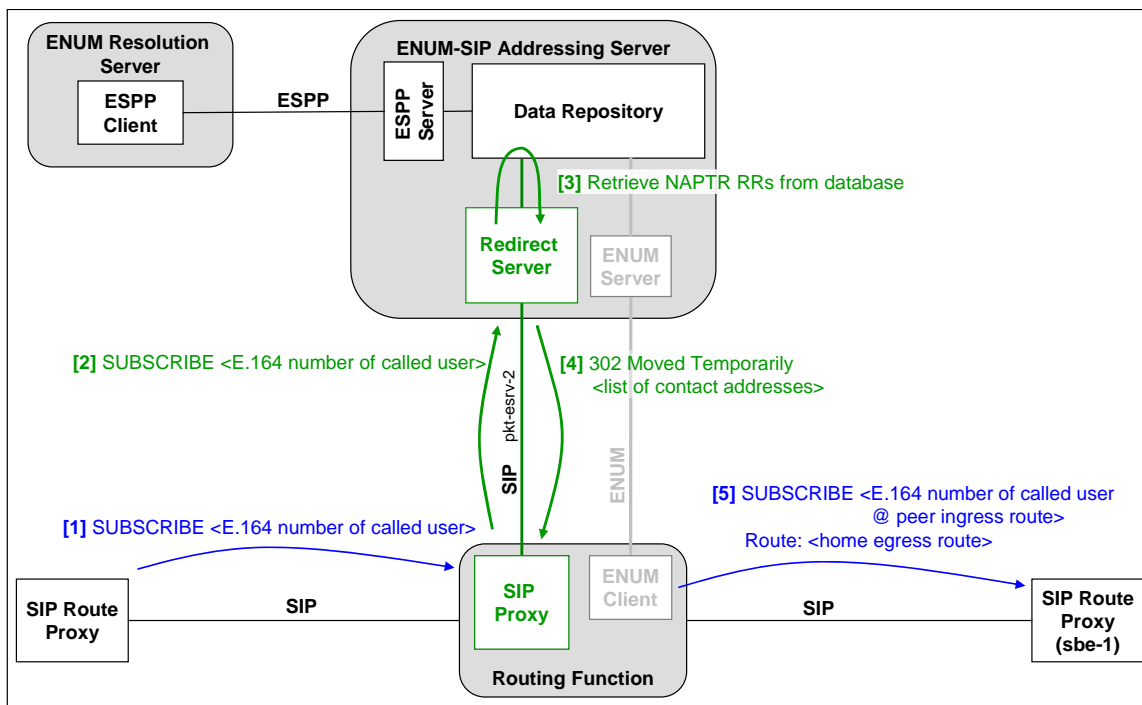 ENUM Resolution
Server
ESPP
Client
ESPP
ENUM-SIP Addressing Server
ESPP
Server
Data Repository
[3] Retrieve NAPTR RRs from database
Redirect
Server
ENUM
Server
[2] SUBSCRIBE <E.164 number of called user>
[4] 302 Moved Temporarily
<list of contact addresses>
pkt-esrv-2
SIP
ENUM
[1] SUBSCRIBE <E.164 number of called user>
[5] SUBSCRIBE <E.164 number of called user
@ peer ingress route>
Route: <home egress route>
SIP Route
Proxy
SIP
SIP
Proxy
ENUM
Client
Routing Function
SIP
SIP Route
Proxy
(sbe-1)